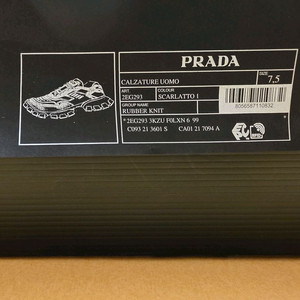 PRADA
CALZATURE UOMO
SIZE 7,5
ART. COLOUR
2EG293 SCARLATTO 1
GROUP NAME
RUBBER KNIT
*2EG293 3KZU F0LXN 6 99
C093 21 3601 S CA01 21 7094 A
8056587110832